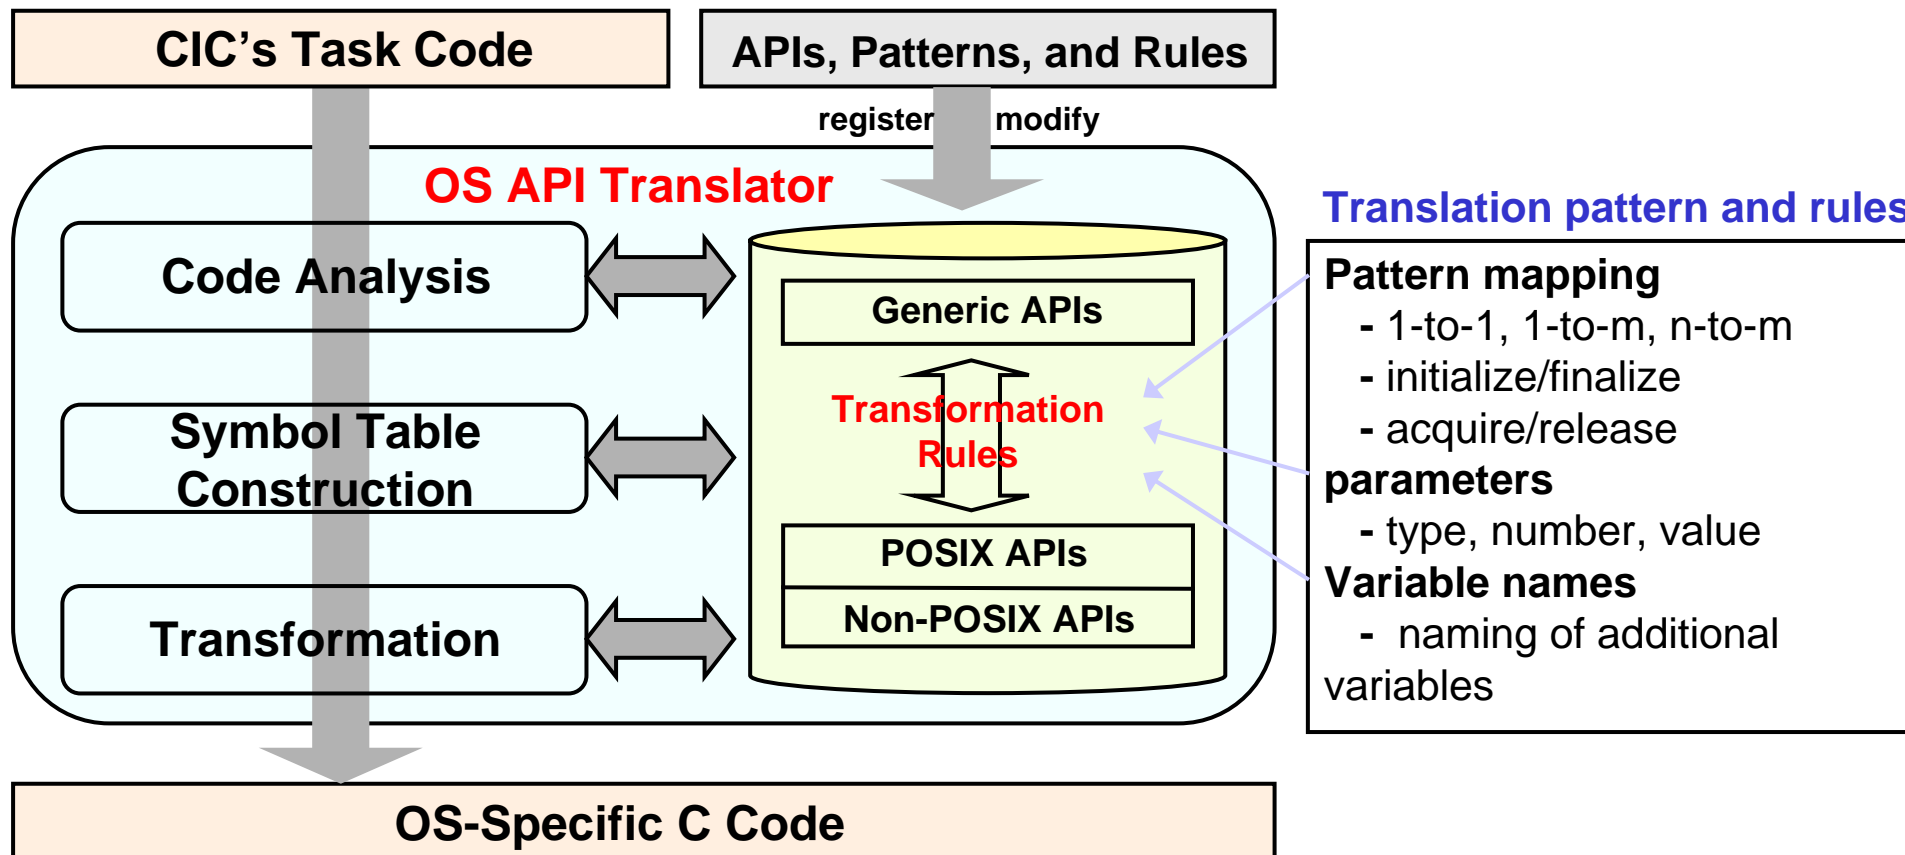 CIC’s Task Code
APIs, Patterns, and Rules
register modify
OS API Translator
Code Analysis
Symbol Table
Construction
Transformation
Generic APIs
Transformation
Rules
POSIX APIs
Non-POSIX APIs
Translation pattern and rules
Pattern mapping
- 1-to-1, 1-to-m, n-to-m
- initialize/finalize
- acquire/release
parameters
- type, number, value
Variable names
- naming of additional
variables
OS-Specific C Code